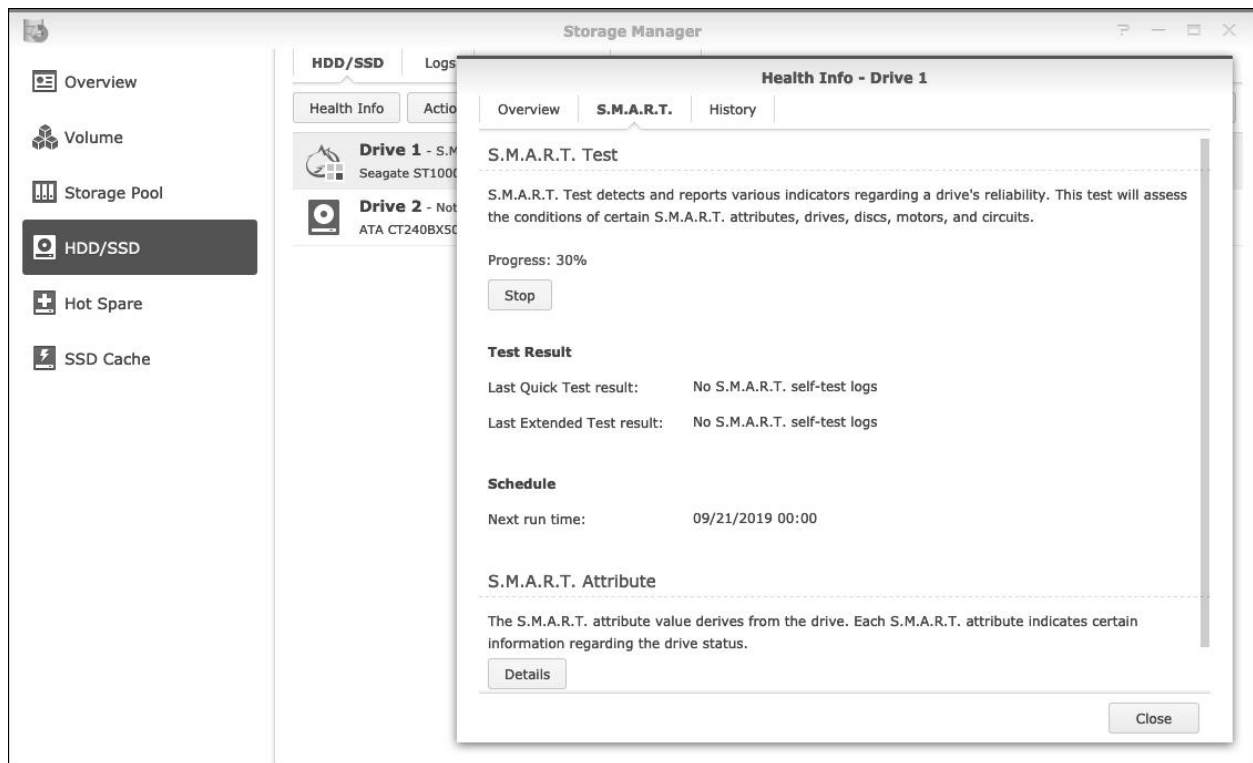 Storage Manager
Overview
Volume
Storage Pool
HDD/SSD
Hot Spare
SSD Cache
HDD/SSD
Logs
Health Info
Actio
Drive 1 - S.M
Seagate ST1000
Drive 2 - Not
ATA CT240BX50
Health Info - Drive 1
Overview
S.M.A.R.T.
History
S.M.A.R.T. Test
S.M.A.R.T. Test detects and reports various indicators regarding a drive's reliability. This test will assess
the conditions of certain S.M.A.R.T. attributes, drives, discs, motors, and circuits.
Progress: 30%
Stop
Test Result
Last Quick Test result: No S.M.A.R.T. self-test logs
Last Extended Test result: No S.M.A.R.T. self-test logs
Schedule
Next run time: 09/21/2019 00:00
S.M.A.R.T. Attribute
The S.M.A.R.T. attribute value derives from the drive. Each S.M.A.R.T. attribute indicates certain
information regarding the drive status.
Details
Close